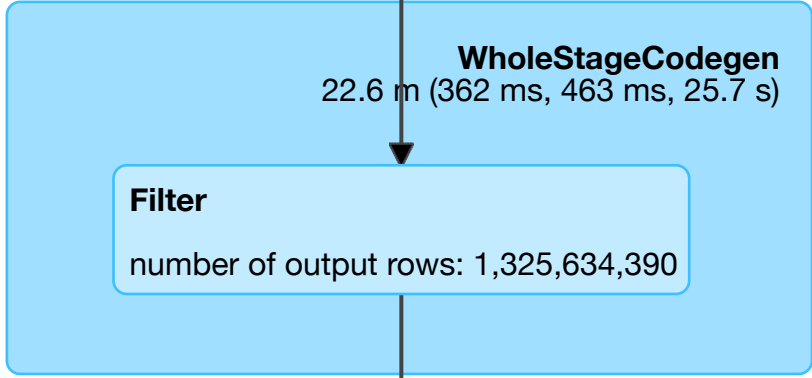 WholeStageCodegen
22.6 m (362 ms, 463 ms, 25.7 s)
Filter
number of output rows: 1,325,634,390